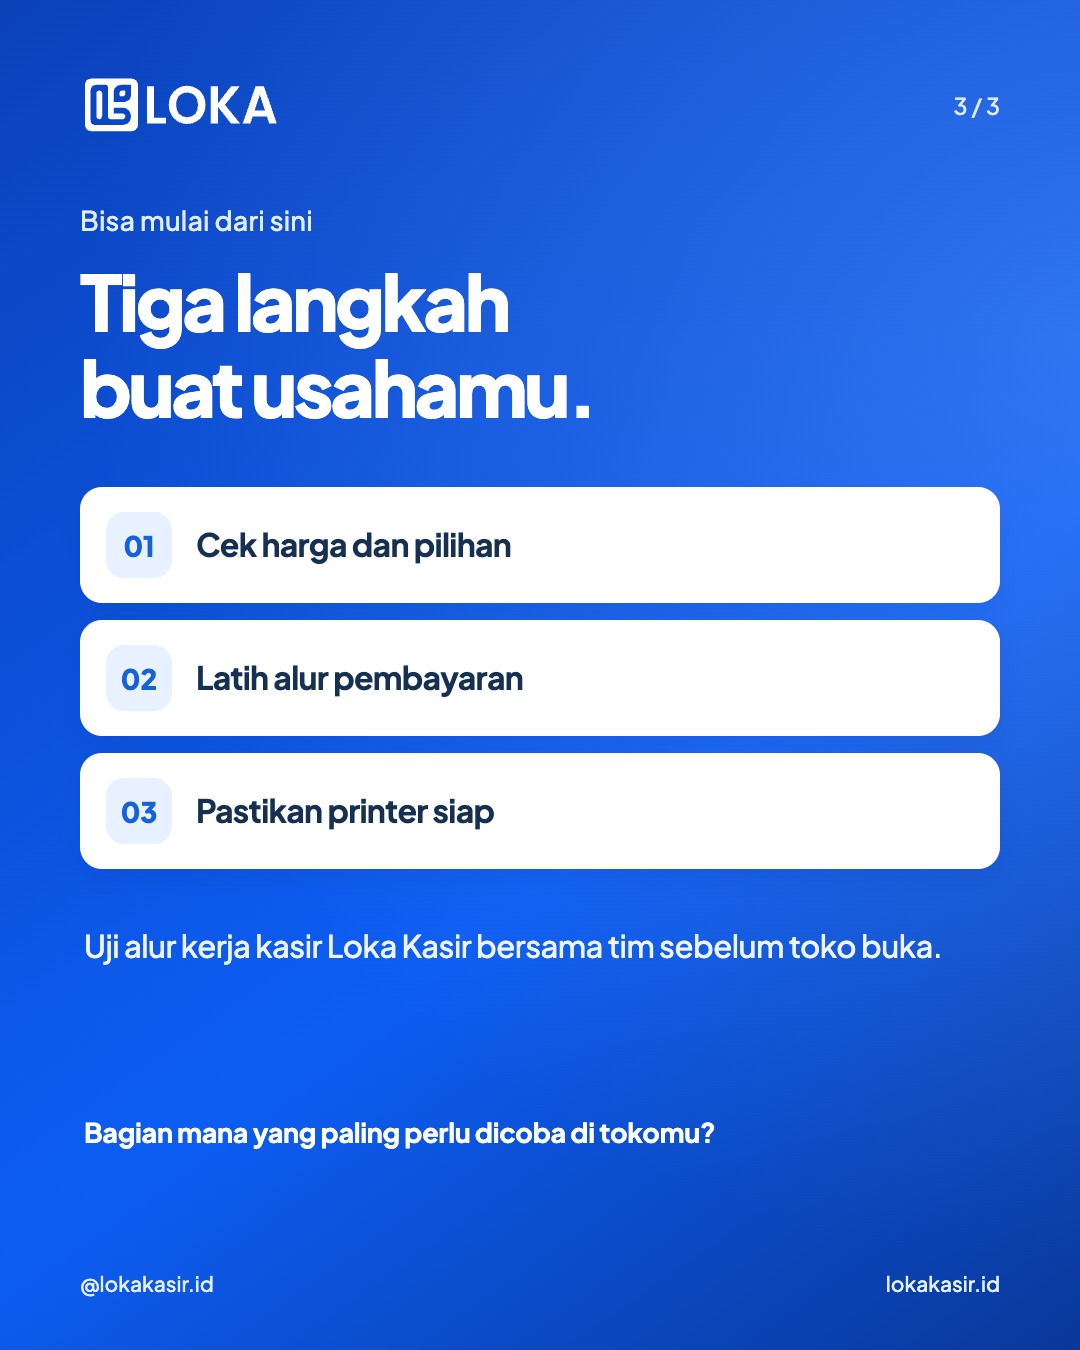 LOKA
3 / 3
Bisa mulai dari sini
Tiga langkah
buat usahamu.
01 Cek harga dan pilihan
02 Latih alur pembayaran
03 Pastikan printer siap
Uji alur kerja kasir Loka Kasir bersama tim sebelum toko buka.
Bagian mana yang paling perlu dicoba di tokomu?
@lokakasir.id
lokakasir.id